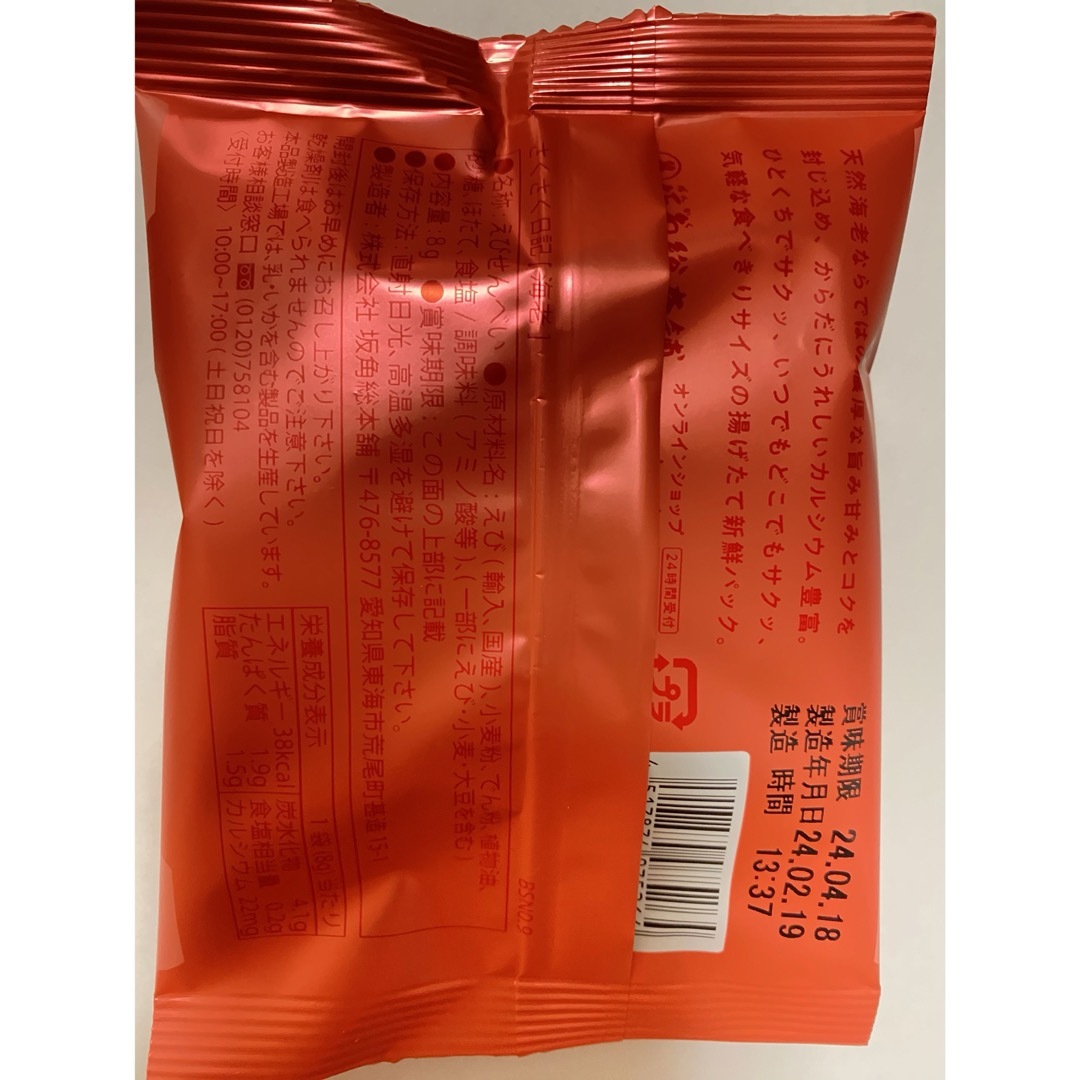 天然海老ならでは 厚な旨み甘みとコクを
封じ込め、からだにうれしいカルシウム豊富。
ひとくちでサクッ、いつでもどこでもサクッ、
気軽な食べきりサイズの揚げたて新鮮パック。
オンラインショップ 24時間受付
賞味期限 24.04.18
製造年月日 24.02.19
製造 時間 13:37
さくさく日記［海老］
BSN0.9
●名称：えびせんべい ●原材料名：えび（輸入、国産）、小麦粉、でん粉、植物油、
ほたて、食塩／調味料（アミノ酸等）、（一部にえび・小麦・大豆を含む）
●内容量：8g ●賞味期限：この面の上部に記載
●保存方法：直射日光、高温多湿を避けて保存して下さい。
●製造者：株式会社 坂角総本舖 〒476-8577 愛知県東海市荒尾町甚造15-1
開封後はお早めにお召し上がり下さい。
乾燥剤は食べられませんのでご注意下さい。
本品製造工場では、乳・いかを含む製品を生産しています。
お客様相談窓口 (0120)758104
〈受付時間〉10:00~17:00（土日祝日を除く）
栄養成分表示 1袋(8g)当たり
エネルギー 38kcal 炭水化物 4.1g
たんぱく質 1.9g 食塩相当量 0.2g
脂質 1.5g カルシウム 22mg